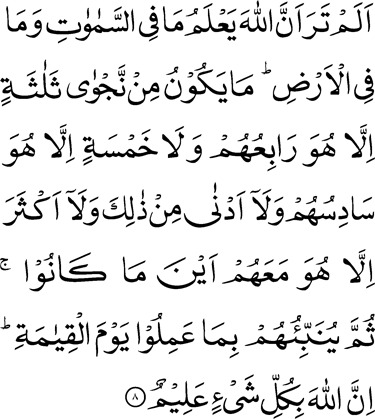 اَلَمْ تَرَ اَنَّ اللّٰهَ يَعْلَمُ مَا فِی السَّمٰوٰتِ وَمَا
فِی الْاَرْضِ ؕ مَا يَكُوْنُ مِنْ نَّجْوٰی ثَلٰثَةٍ
اِلَّا هُوَ رَابِعُهُمْ وَلَا خَمْسَةٍ اِلَّا هُوَ
سَادِسُهُمْ وَلَآ اَدْنٰی مِنْ ذٰلِكَ وَلَآ اَكْثَرَ
اِلَّا هُوَ مَعَهُمْ اَيْنَ مَا كَانُوْا ۚ
ثُمَّ يُنَبِّئُهُمْ بِمَا عَمِلُوْا يَوْمَ الْقِيٰمَةِ ؕ
اِنَّ اللّٰهَ بِكُلِّ شَیْءٍ عَلِيْمٌ ۸